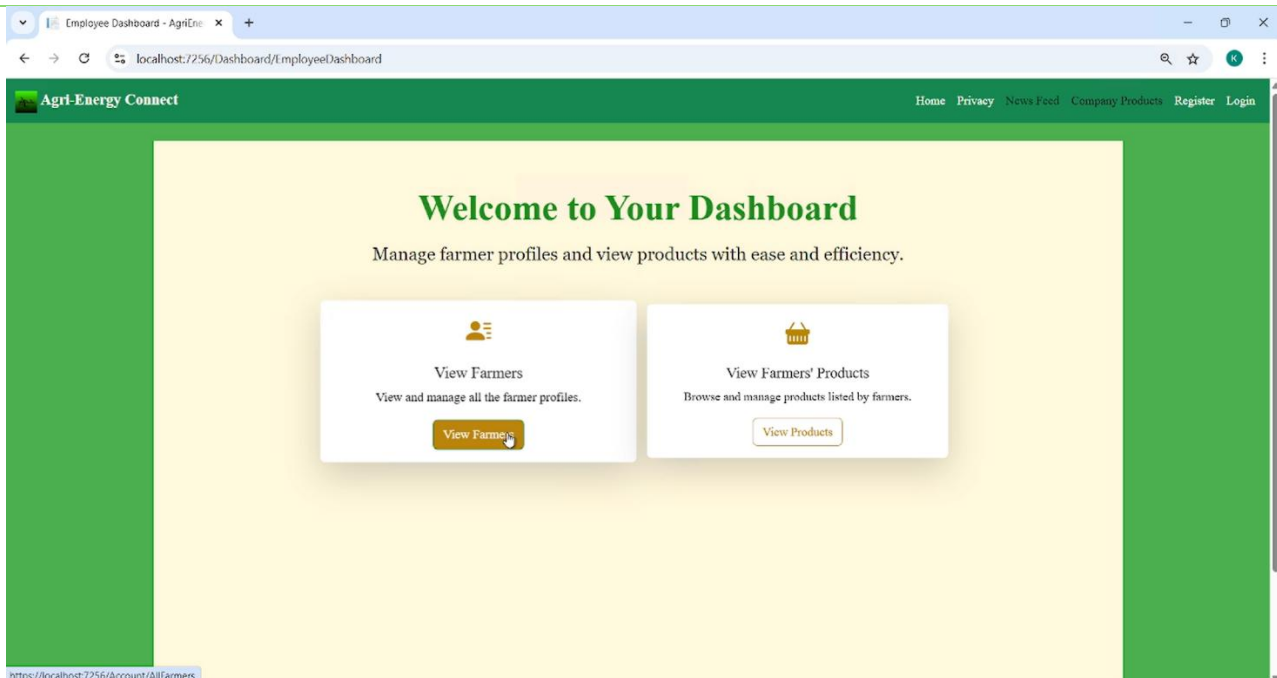 Employee Dashboard - AgriEne
localhost:7256/Dashboard/EmployeeDashboard
K
Agri-Energy Connect
Home Privacy News Feed Company Products Register Login
Welcome to Your Dashboard
Manage farmer profiles and view products with ease and efficiency.
View Farmers
View and manage all the farmer profiles.
View Farmers
View Farmers' Products
Browse and manage products listed by farmers.
View Products
https://localhost:7256/Account/AllFarmers